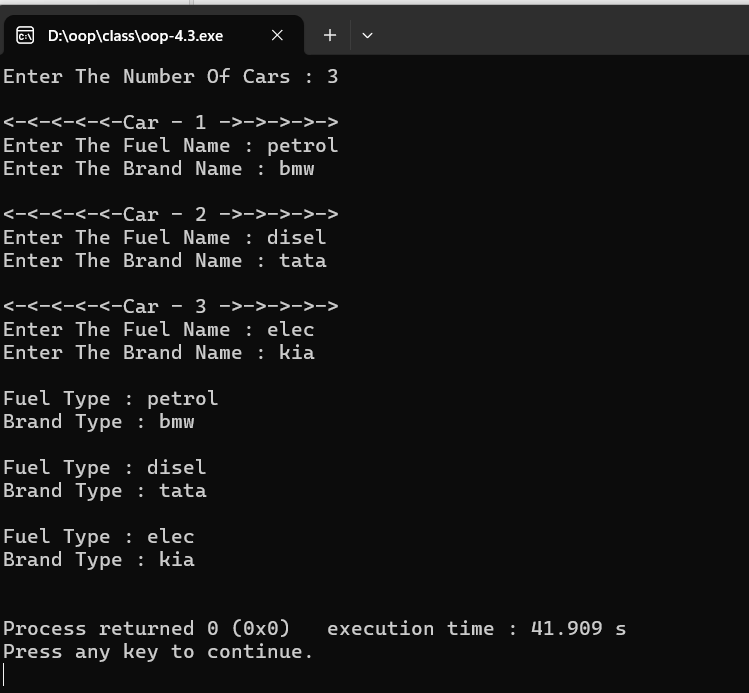 D:\oop\class\oop-4.3.exe
Enter The Number Of Cars : 3
<-<-<-<-<-Car - 1 ->->->->->
Enter The Fuel Name : petrol
Enter The Brand Name : bmw
<-<-<-<-<-Car - 2 ->->->->->
Enter The Fuel Name : disel
Enter The Brand Name : tata
<-<-<-<-<-Car - 3 ->->->->->
Enter The Fuel Name : elec
Enter The Brand Name : kia
Fuel Type : petrol
Brand Type : bmw
Fuel Type : disel
Brand Type : tata
Fuel Type : elec
Brand Type : kia
Process returned 0 (0x0)   execution time : 41.909 s
Press any key to continue.